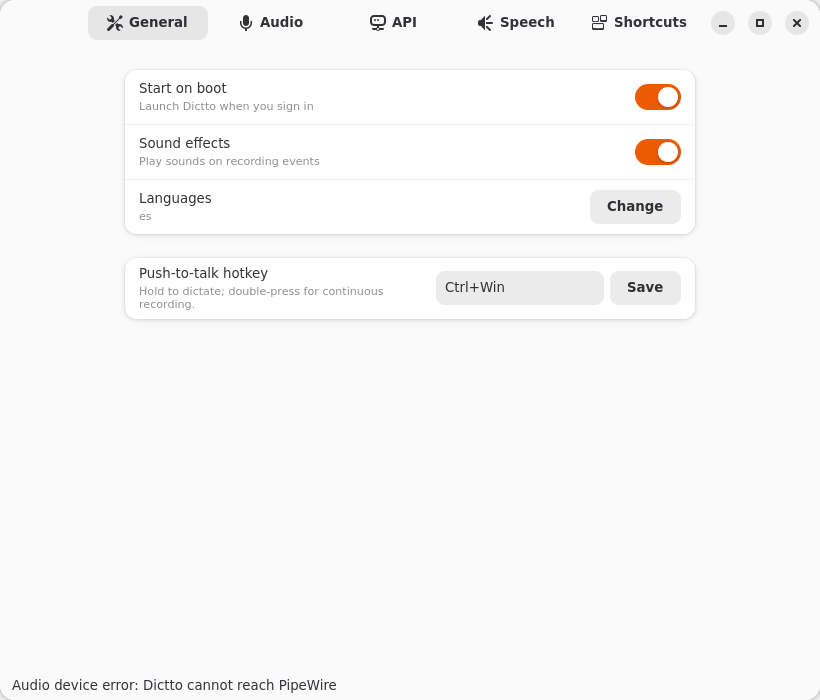 General
Audio
API
Speech
Shortcuts
Start on boot
Launch Dictto when you sign in
Sound effects
Play sounds on recording events
Languages
es
Change
Push-to-talk hotkey
Hold to dictate; double-press for continuous
recording.
Ctrl+Win
Save
Audio device error: Dictto cannot reach PipeWire